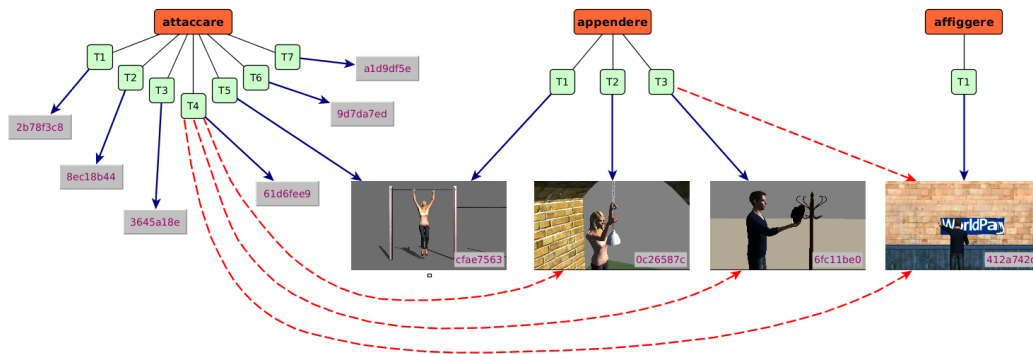 attaccare
appendere
affiggere
T1
T2
T3
T4
T5
T6
T7
T1
T2
T3
T1
a1d9df5e
9d7da7ed
2b78f3c8
8ec18b44
3645a18e
61d6fee9
WorldPay
cfae7563
0c26587c
6fc11be0